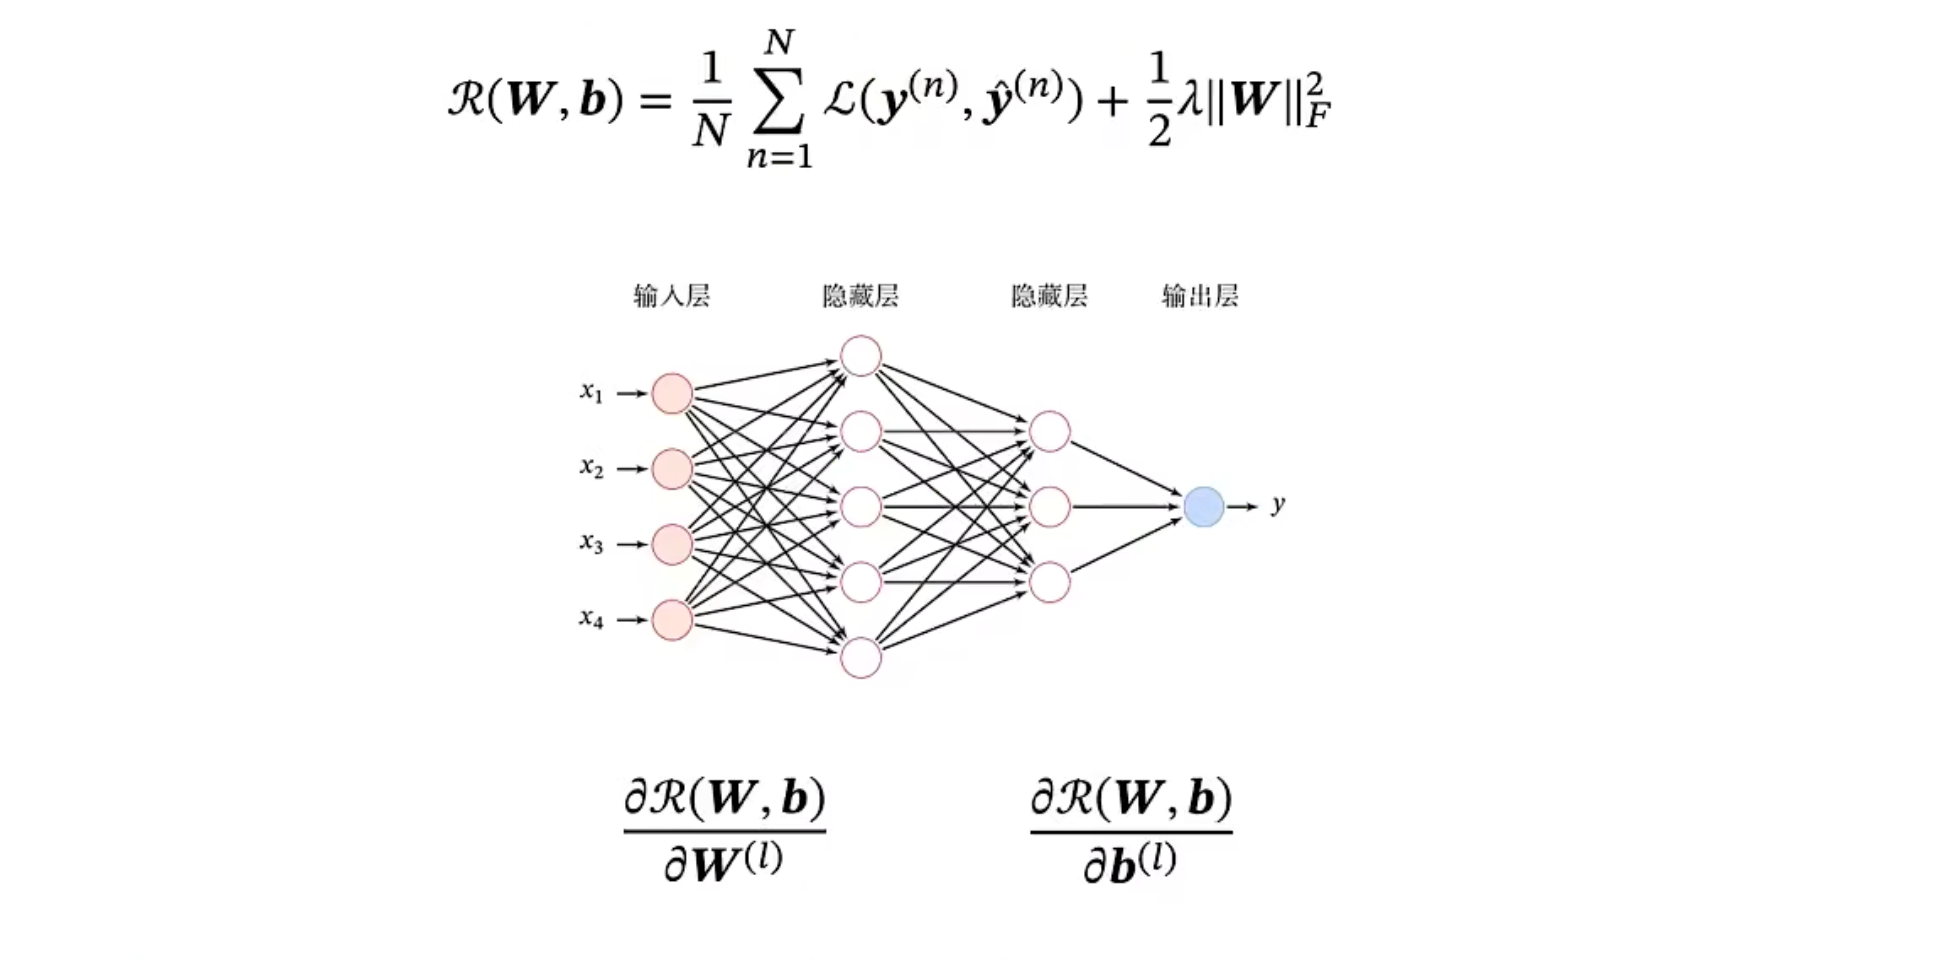 ℛ(W, b) = 1/N ∑_{n=1}^{N} ℒ(y^(n), ŷ^(n)) + 1/2 λ‖W‖_F^2
输入层 隐藏层 隐藏层 输出层
x₁
x₂
y
x₃
x₄
∂ℛ(W, b)/∂W^(l) ∂ℛ(W, b)/∂b^(l)